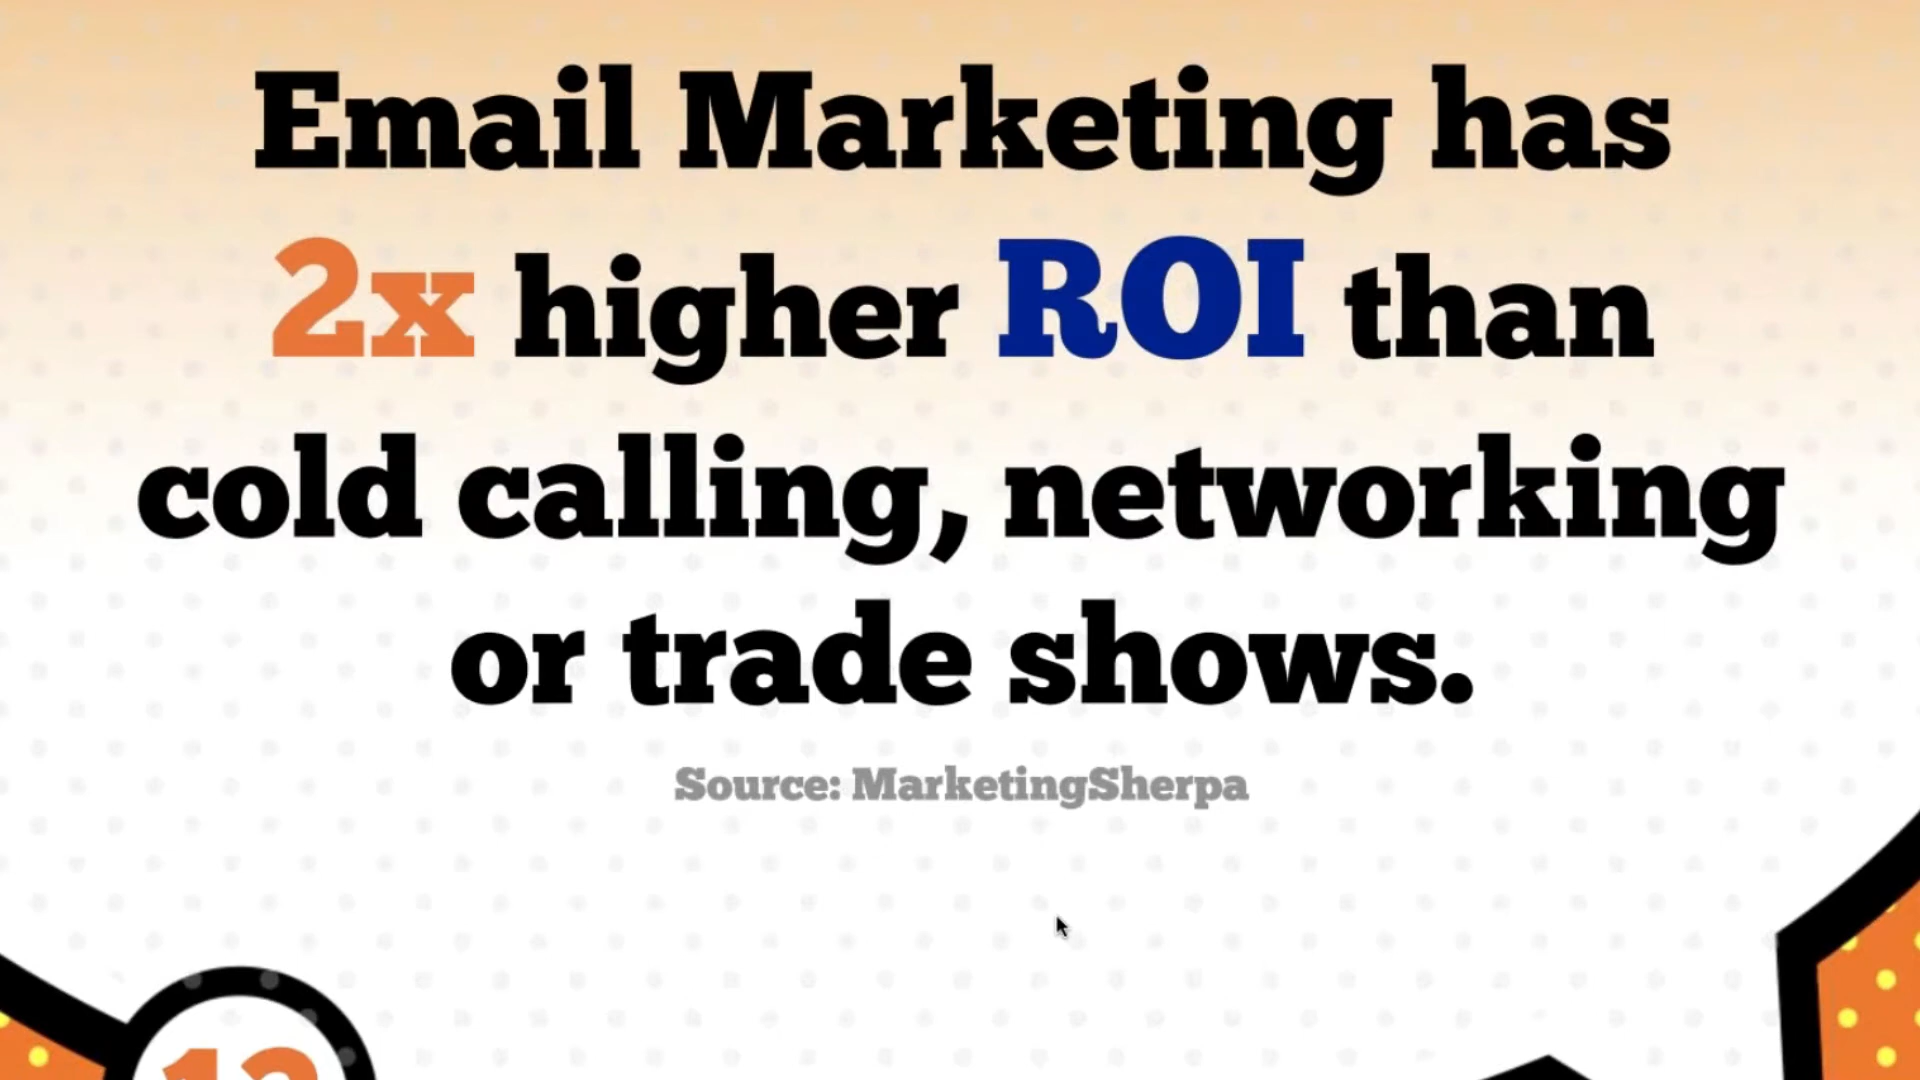 Email Marketing has
2x higher ROI than
cold calling, networking
or trade shows.
Source: MarketingSherpa